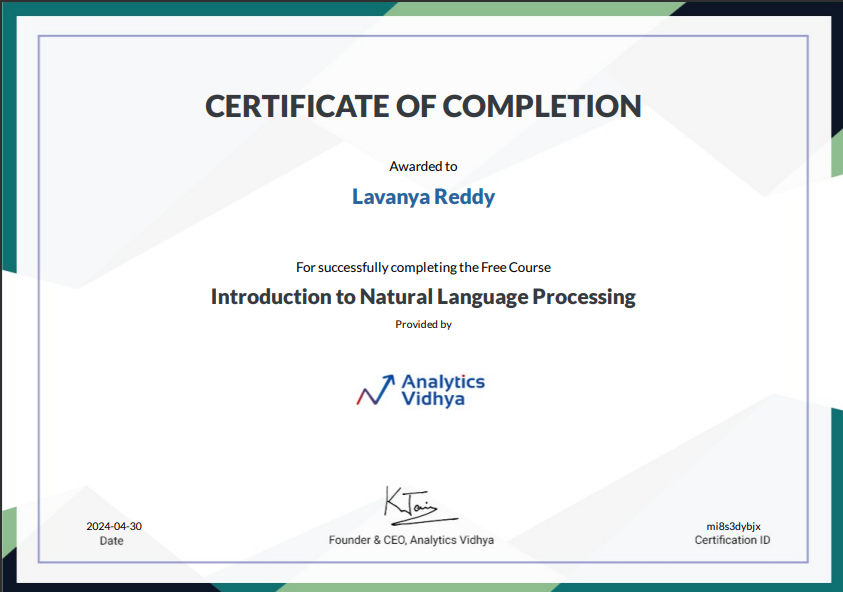 CERTIFICATE OF COMPLETION
Awarded to
Lavanya Reddy
For successfully completing the Free Course
Introduction to Natural Language Processing
Provided by
Analytics
Vidhya
KJain
2024-04-30
Date
Founder & CEO, Analytics Vidhya
mi8s3dybjx
Certification ID